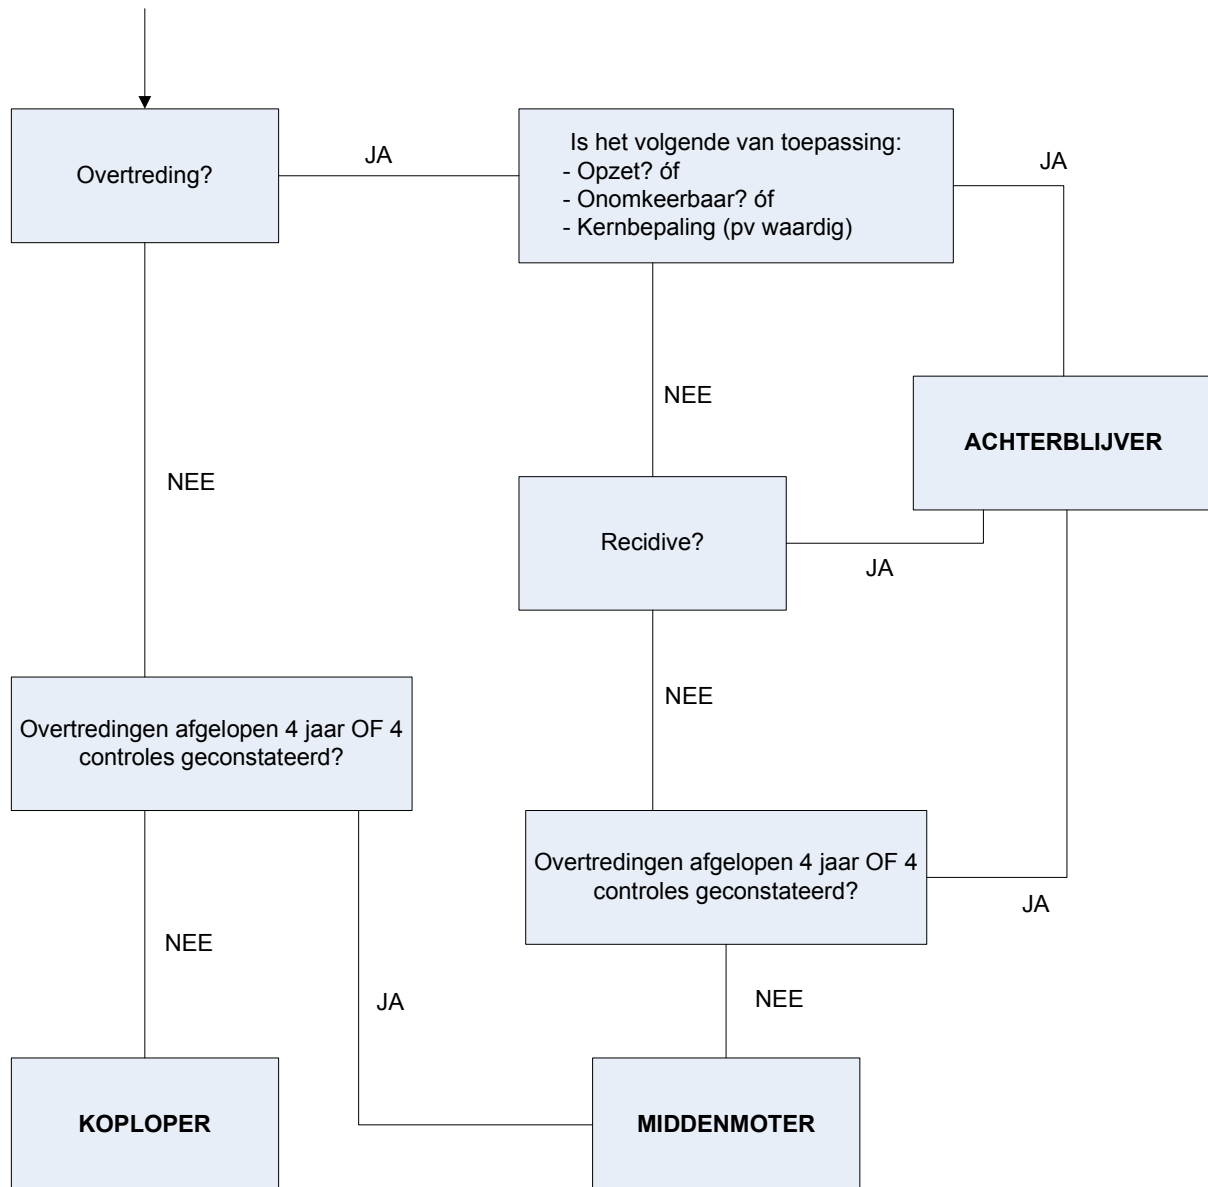 Overtreding?
JA
Is het volgende van toepassing:
- Opzet? óf
- Onomkeerbaar? óf
- Kernbepaling (pv waardig)
JA
NEE
NEE
ACHTERBLIJVER
Recidive?
JA
NEE
Overtredingen afgelopen 4 jaar OF 4
controles geconstateerd?
Overtredingen afgelopen 4 jaar OF 4
controles geconstateerd?
JA
NEE
JA
NEE
KOPLOPER
MIDDENMOTER